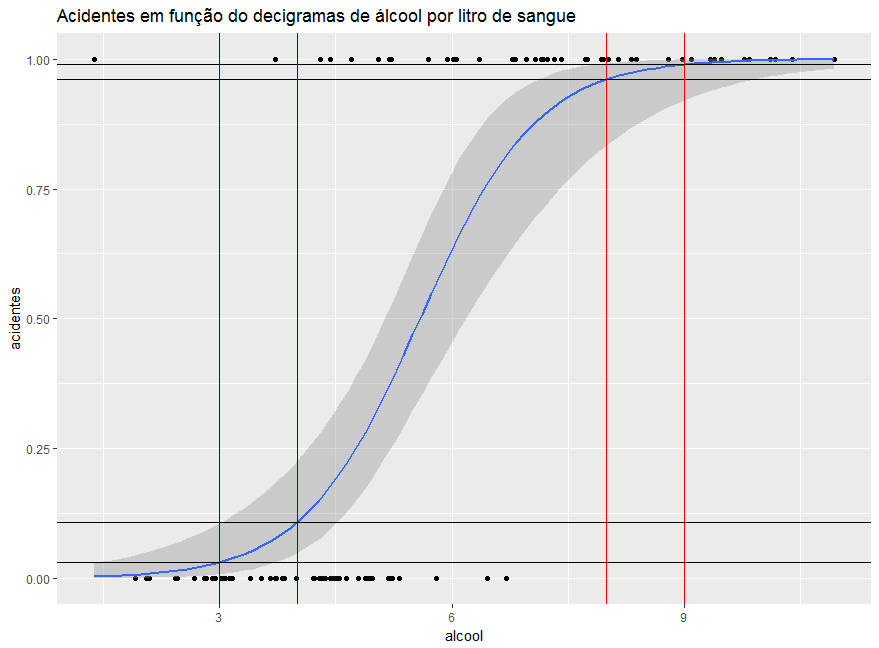 Acidentes em função do decigramas de álcool por litro de sangue
1.00
0.75
0.50
0.25
0.00
acidentes
3
6
9
alcool